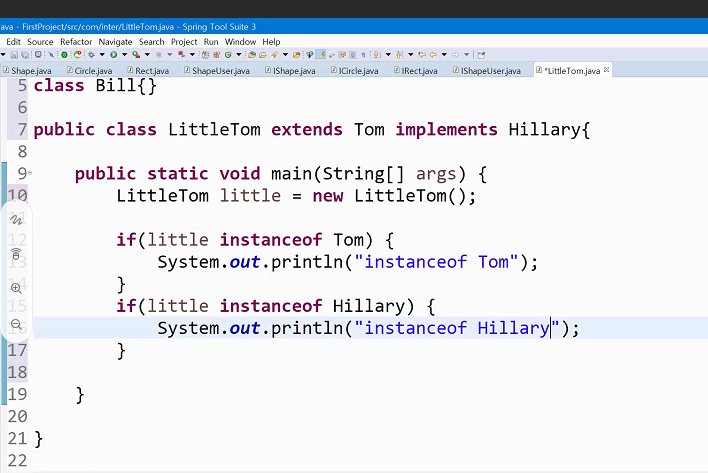 ava - FirstProject/src/com/inter/LittleTom.java - Spring Tool Suite 3
Edit Source Refactor Navigate Search Project Run Window Help
Shape.java Circle.java Rect.java ShapeUser.java IShape.java ICircle.java IRect.java IShapeUser.java *LittleTom.java
5 class Bill{}
6
7 public class LittleTom extends Tom implements Hillary{
8
9 public static void main(String[] args) {
10 LittleTom little = new LittleTom();
12 if(little instanceof Tom) {
13 System.out.println("instanceof Tom");
14 }
15 if(little instanceof Hillary) {
System.out.println("instanceof Hillary");
17 }
18
19 }
20
21 }
22